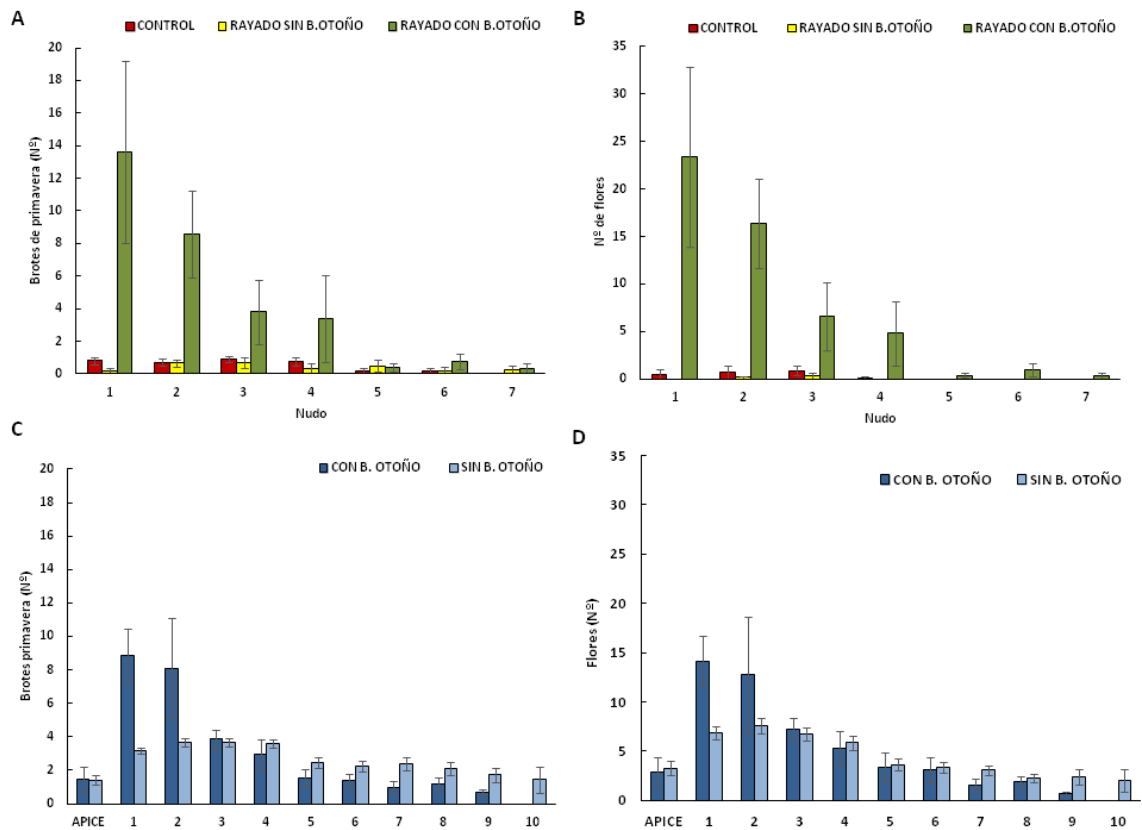 A
CONTROL RAYADO SIN B.OTOÑO RAYADO CON B.OTOÑO
20
18
16
14
12
10
8
6
4
2
0
Brotes de primavera (Nº)
1 2 3 4 5 6 7
Nudo
B
CONTROL RAYADO SIN B.OTOÑO RAYADO CON B.OTOÑO
35
30
25
20
15
10
5
0
Nº de flores
1 2 3 4 5 6 7
Nudo
C
CON B. OTOÑO SIN B. OTOÑO
20
18
16
14
12
10
8
6
4
2
0
Brotes primavera (Nº)
APICE 1 2 3 4 5 6 7 8 9 10
D
CON B. OTOÑO SIN B. OTOÑO
35
30
25
20
15
10
5
0
Flores (Nº)
APICE 1 2 3 4 5 6 7 8 9 10